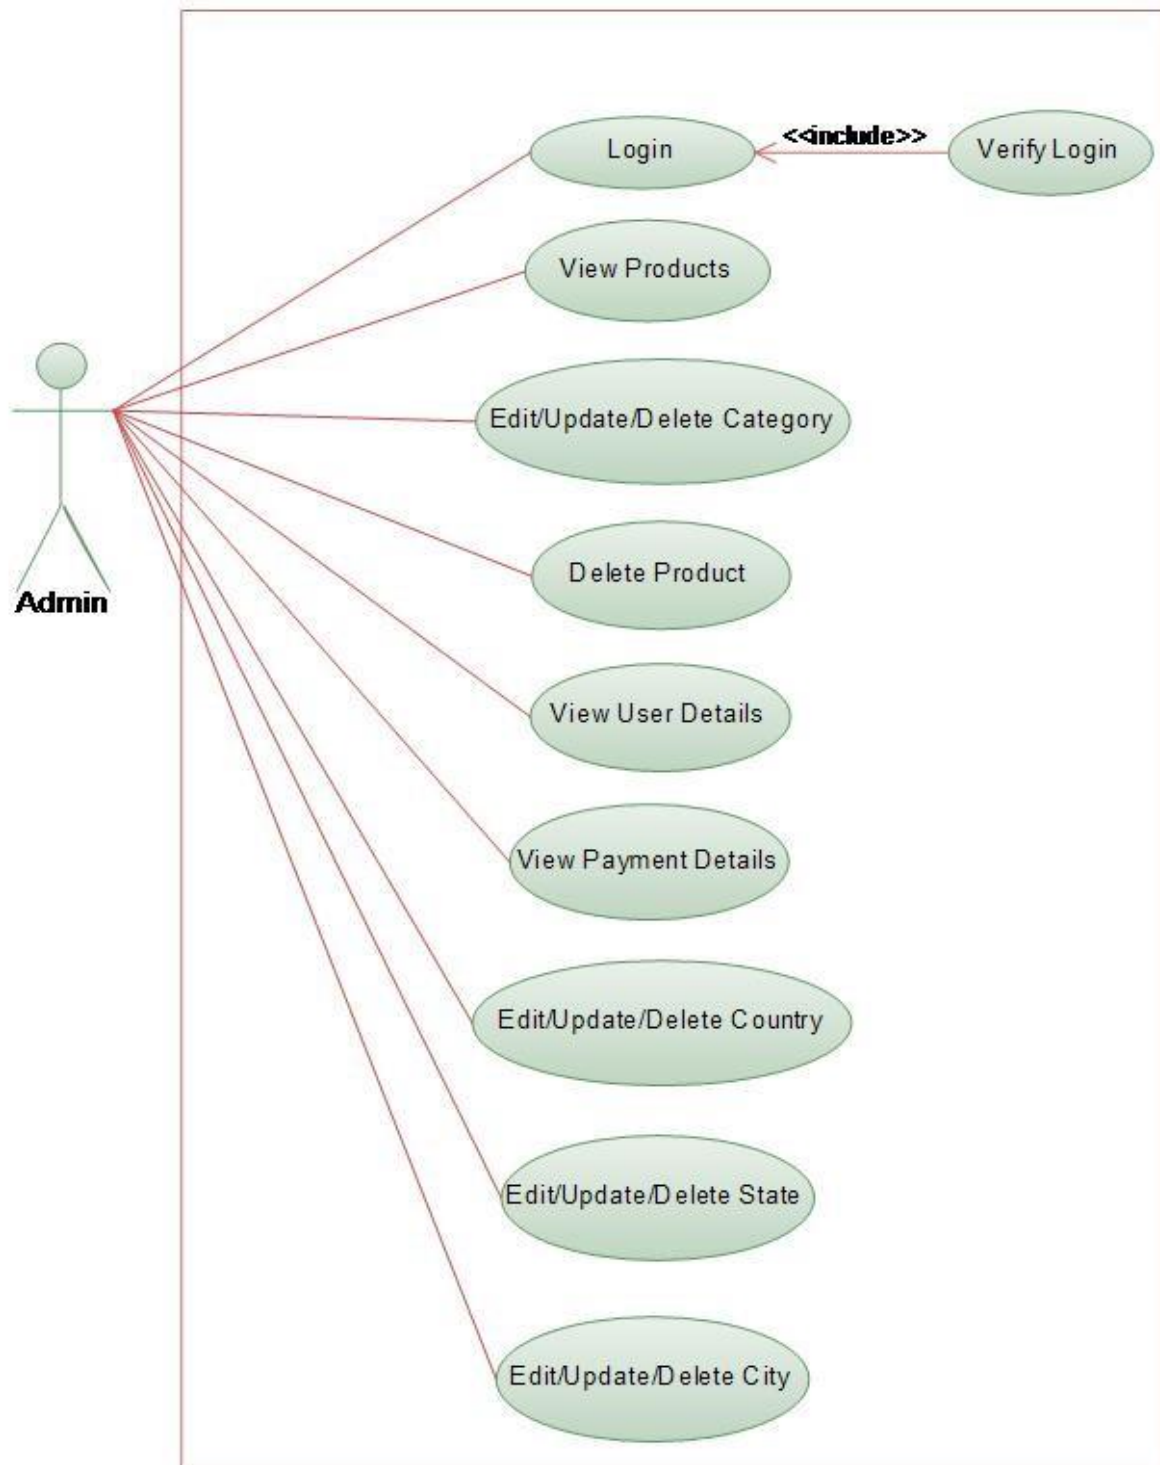 Login
<<include>>
Verify Login
View Products
Edit/Update/Delete Category
Delete Product
Admin
View User Details
View Payment Details
Edit/Update/Delete Country
Edit/Update/Delete State
Edit/Update/Delete City